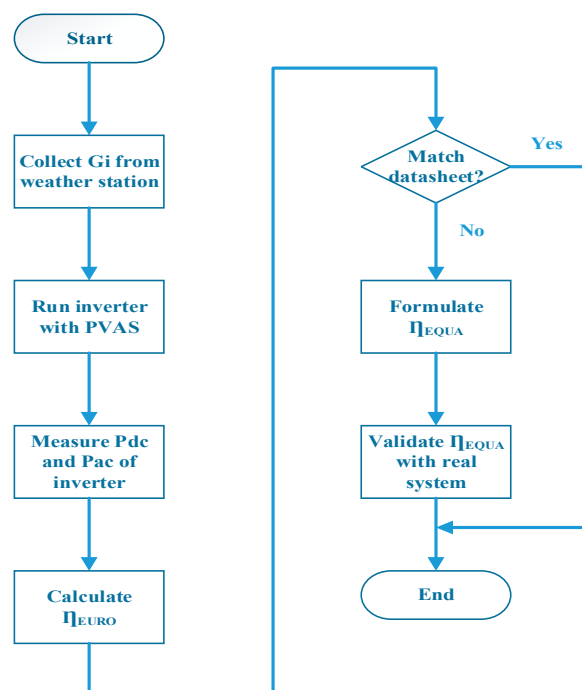 Start
Collect Gi from
weather station
Run inverter
with PVAS
Measure Pdc
and Pac of
inverter
Calculate
ηEURO
Match
datasheet?
Yes
No
Formulate
ηEQUA
Validate ηEQUA
with real
system
End